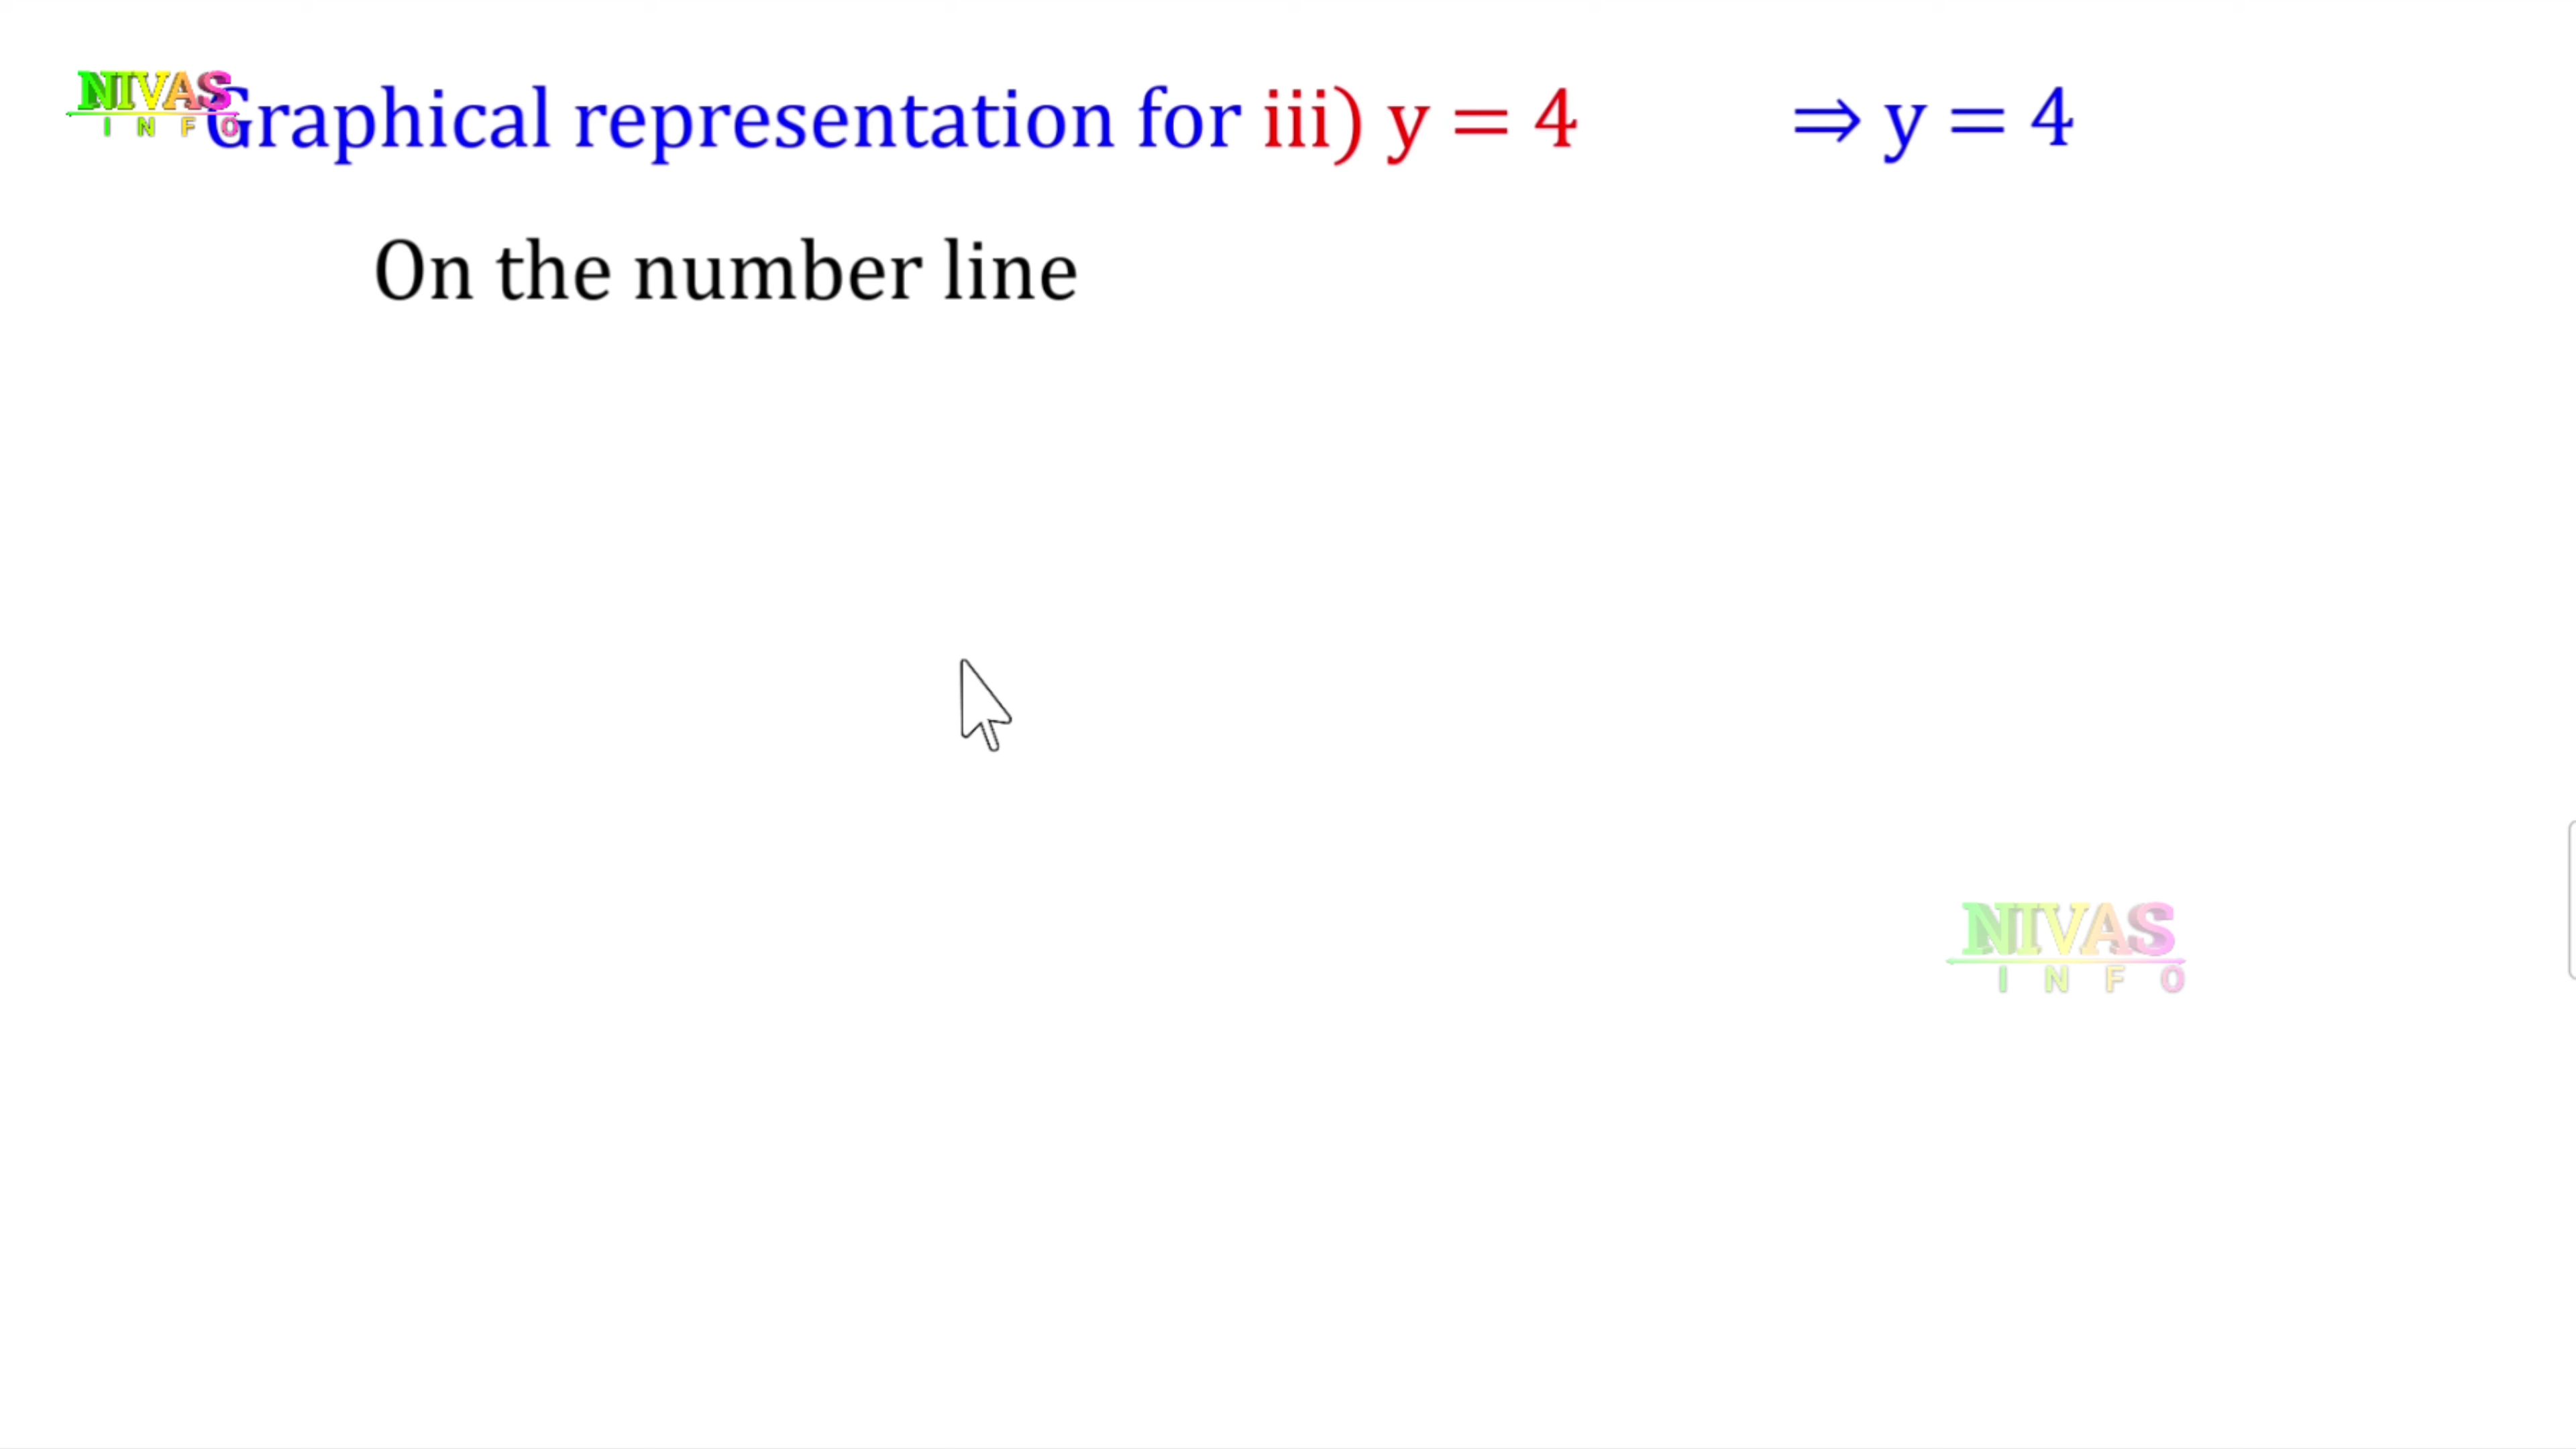 NIVAS
INFO
Graphical representation for iii) y = 4 ⇒ y = 4
On the number line
NIVAS
INFO